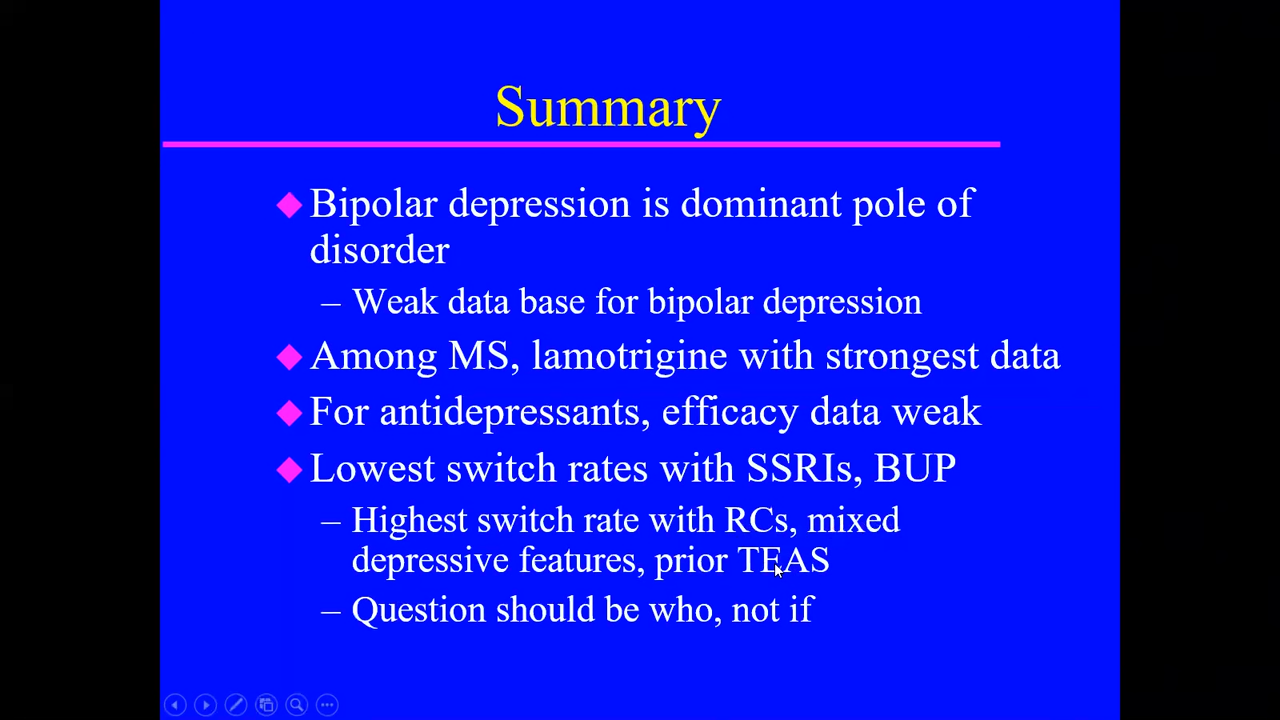 Summary
Bipolar depression is dominant pole of
disorder
– Weak data base for bipolar depression
Among MS, lamotrigine with strongest data
For antidepressants, efficacy data weak
Lowest switch rates with SSRIs, BUP
– Highest switch rate with RCs, mixed
depressive features, prior TEAS
– Question should be who, not if